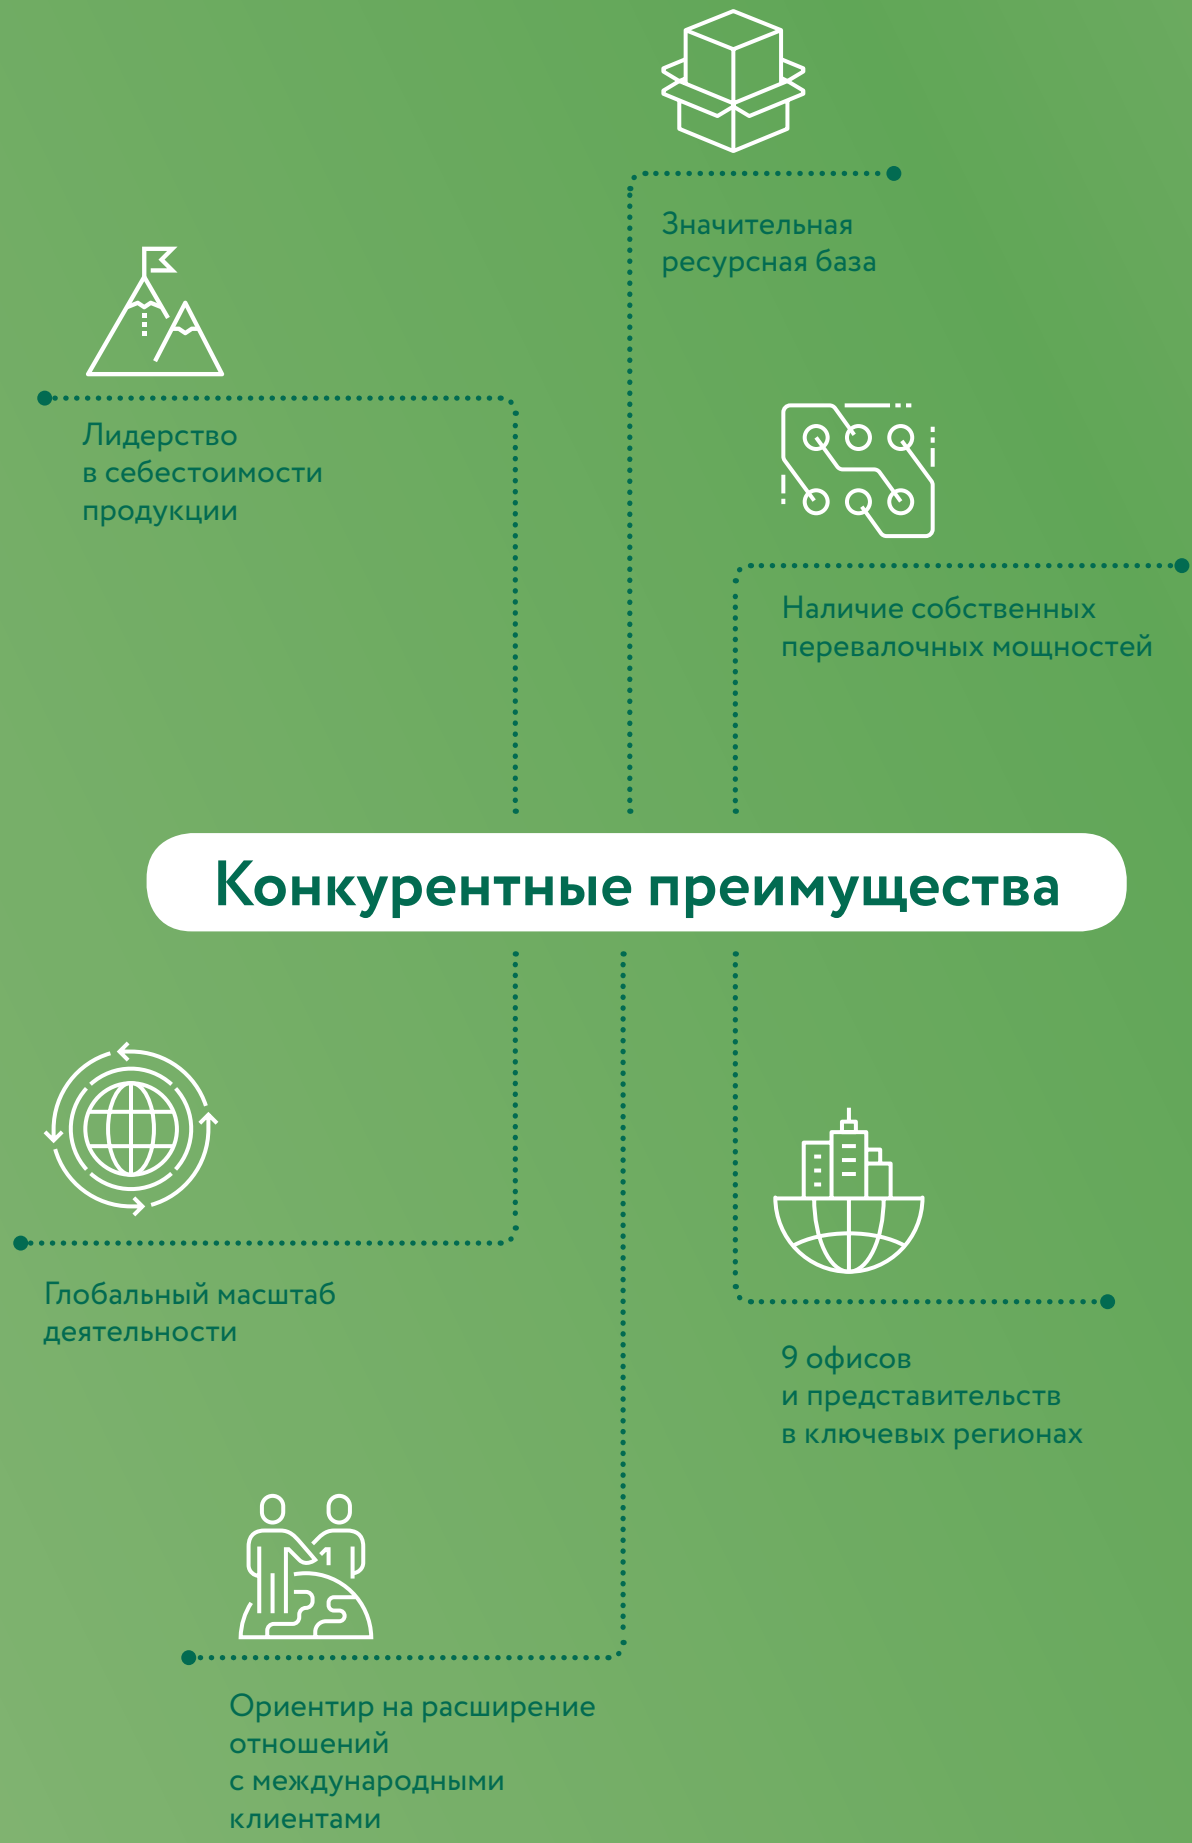 Значительная
ресурсная база
Лидерство
в себестоимости
продукции
Наличие собственных
перевалочных мощностей
Конкурентные преимущества
Глобальный масштаб
деятельности
9 офисов
и представительств
в ключевых регионах
Ориентир на расширение
отношений
с международными
клиентами